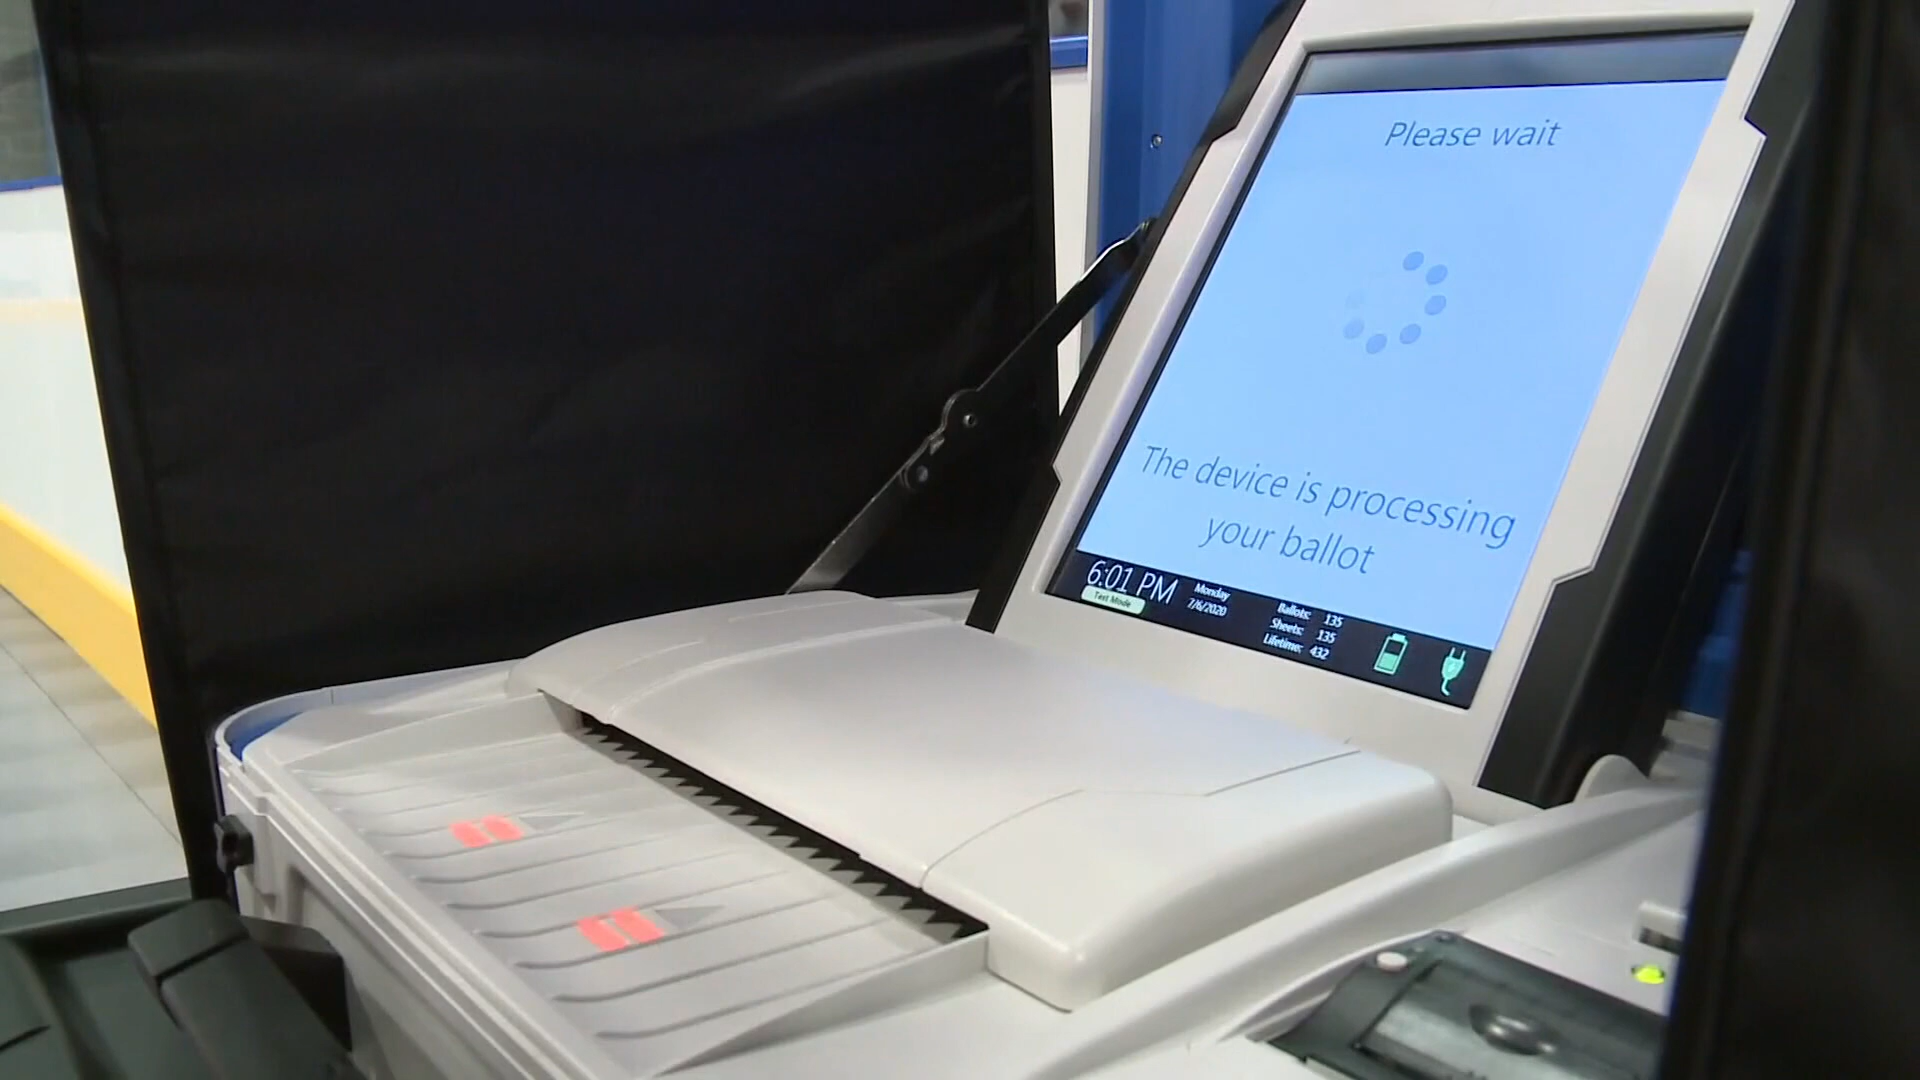 Please wait
The device is processing
your ballot
6:01 PM
Test Mode
Monday
7/6/2020
Ballots: 135
Sheets: 135
Lifetime: 432